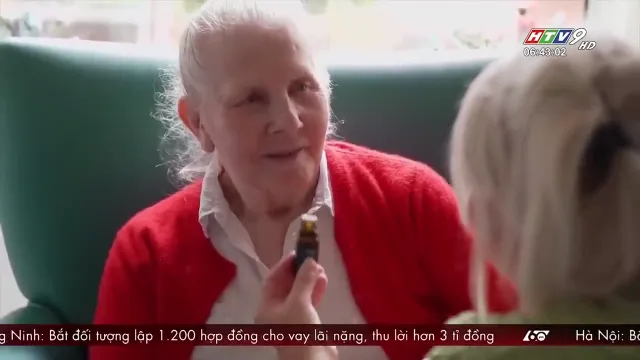 HTV9 HD
06:43:02
g Ninh: Bắt đối tượng lập 1.200 hợp đồng cho vay lãi nặng, thu lời hơn 3 tỉ đồng 60 Hà Nội: B